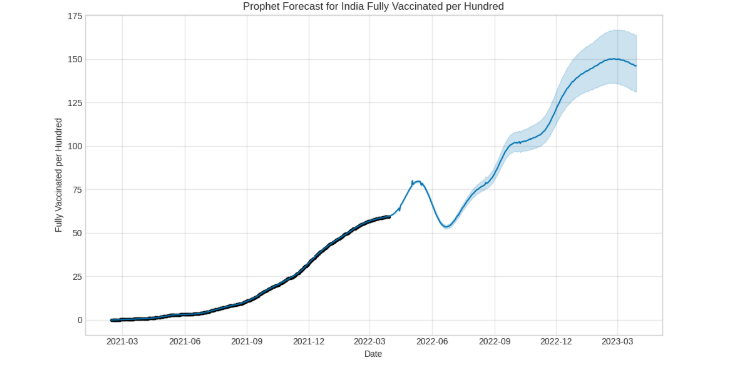 Prophet Forecast for India Fully Vaccinated per Hundred
175
150
125
100
75
50
25
0
Fully Vaccinated per Hundred
2021-03 2021-06 2021-09 2021-12 2022-03 2022-06 2022-09 2022-12 2023-03
Date